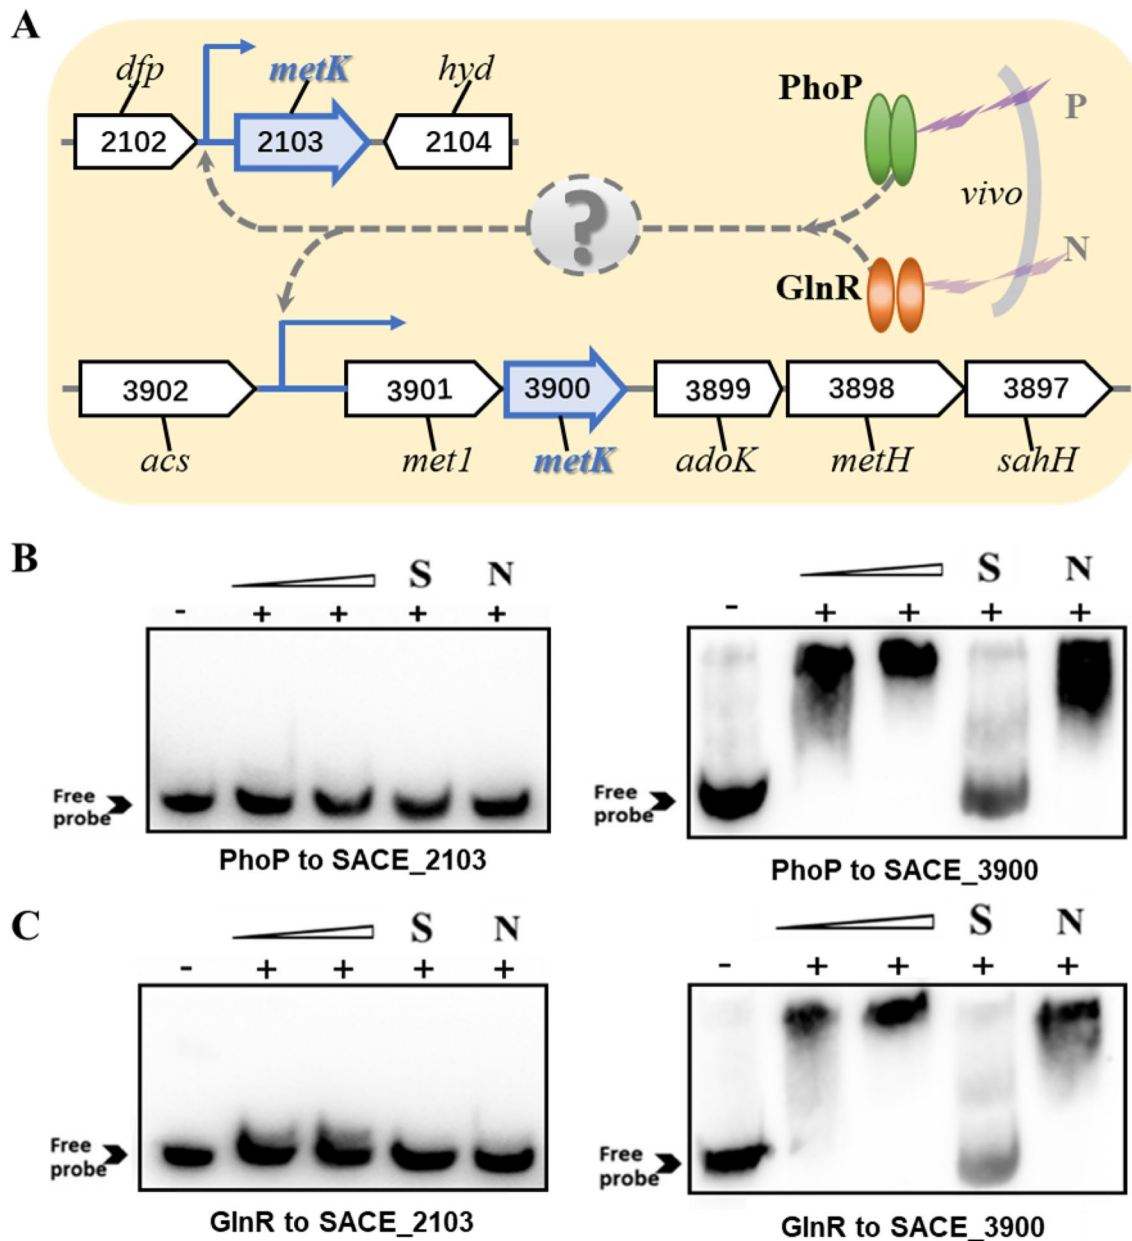 A
dfp metK hyd
2102 2103 2104
PhoP
P
vivo
?
N
GlnR
3902 3901 3900 3899 3898 3897
acs met1 metK adoK metH sahH
B
S N
- + + + +
Free
probe
PhoP to SACE_2103
S N
- + + + +
Free
probe
PhoP to SACE_3900
C
S N
- + + + +
Free
probe
GlnR to SACE_2103
S N
- + + + +
Free
probe
GlnR to SACE_3900